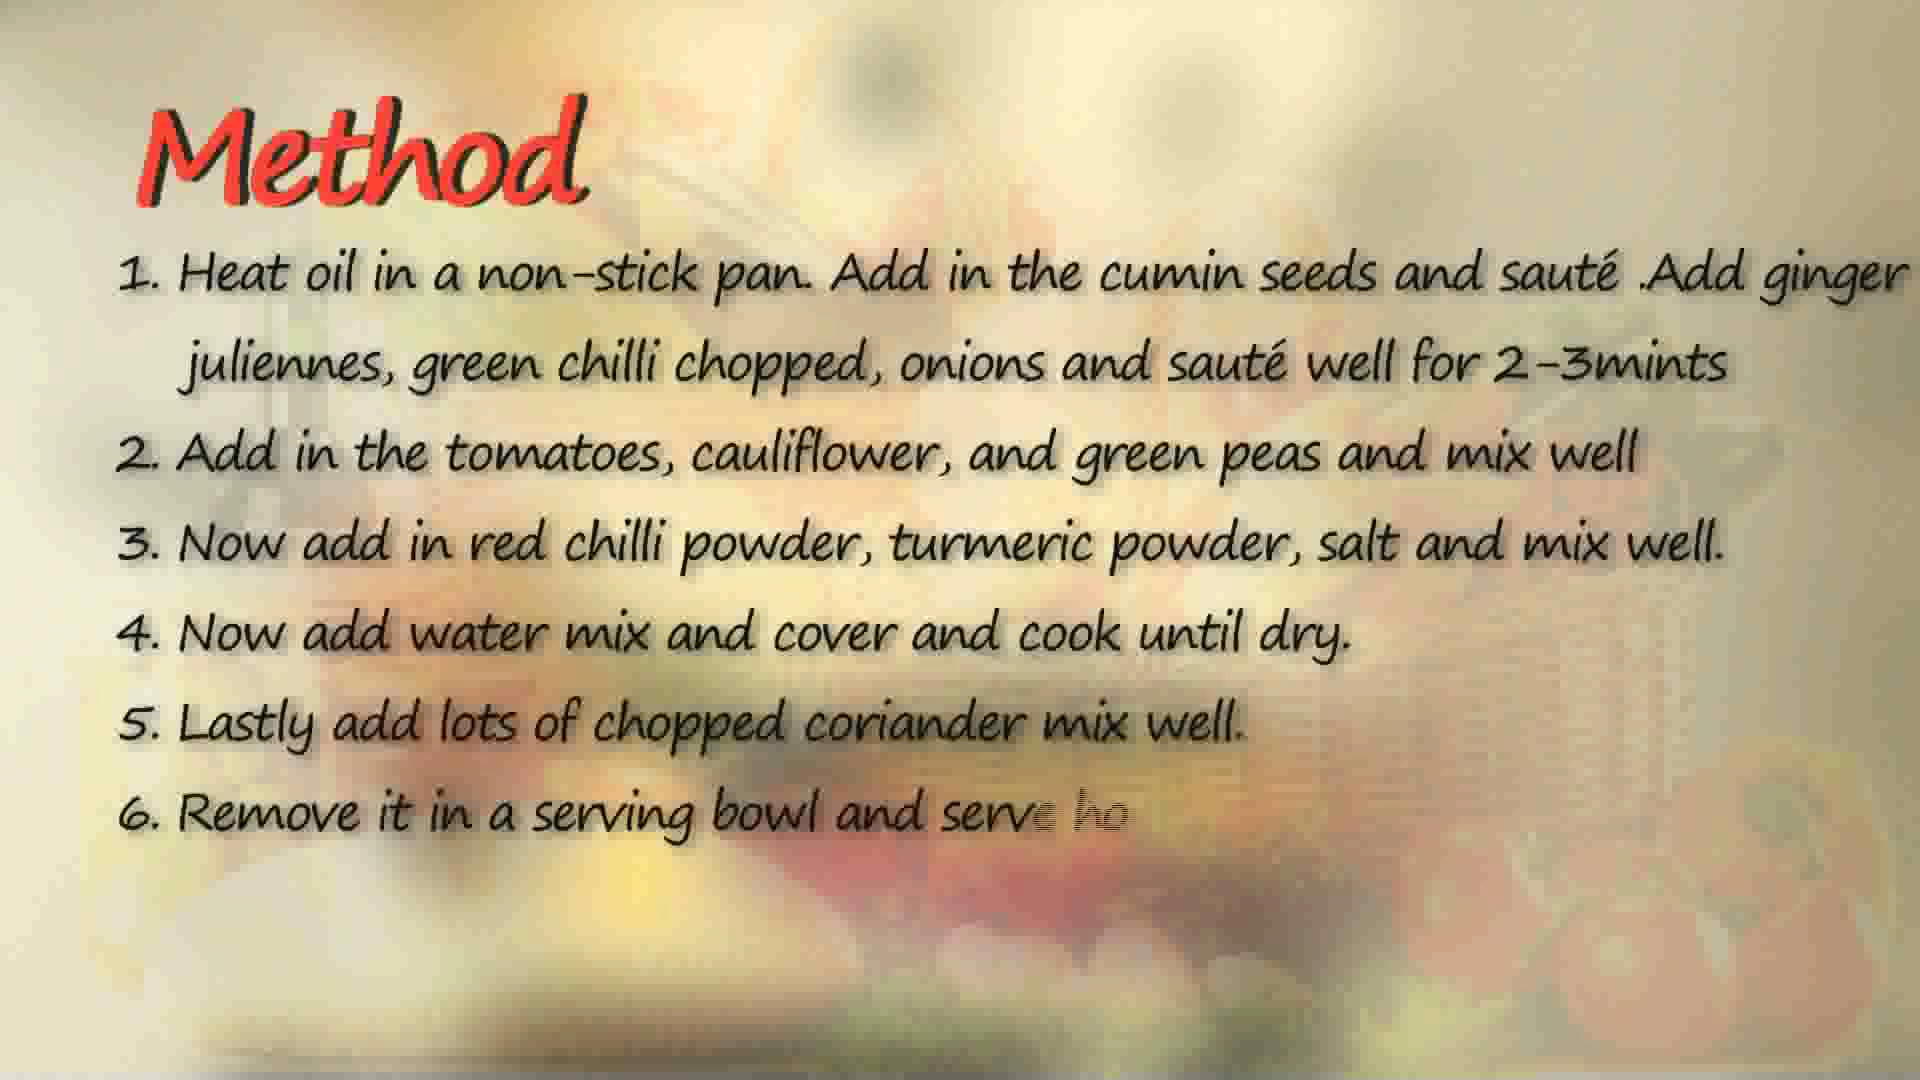 Method
1. Heat oil in a non-stick pan. Add in the cumin seeds and sauté .Add ginger
juliennes, green chilli chopped, onions and sauté well for 2-3mints
2. Add in the tomatoes, cauliflower, and green peas and mix well
3. Now add in red chilli powder, turmeric powder, salt and mix well.
4. Now add water mix and cover and cook until dry.
5. Lastly add lots of chopped coriander mix well.
6. Remove it in a serving bowl and serve ho